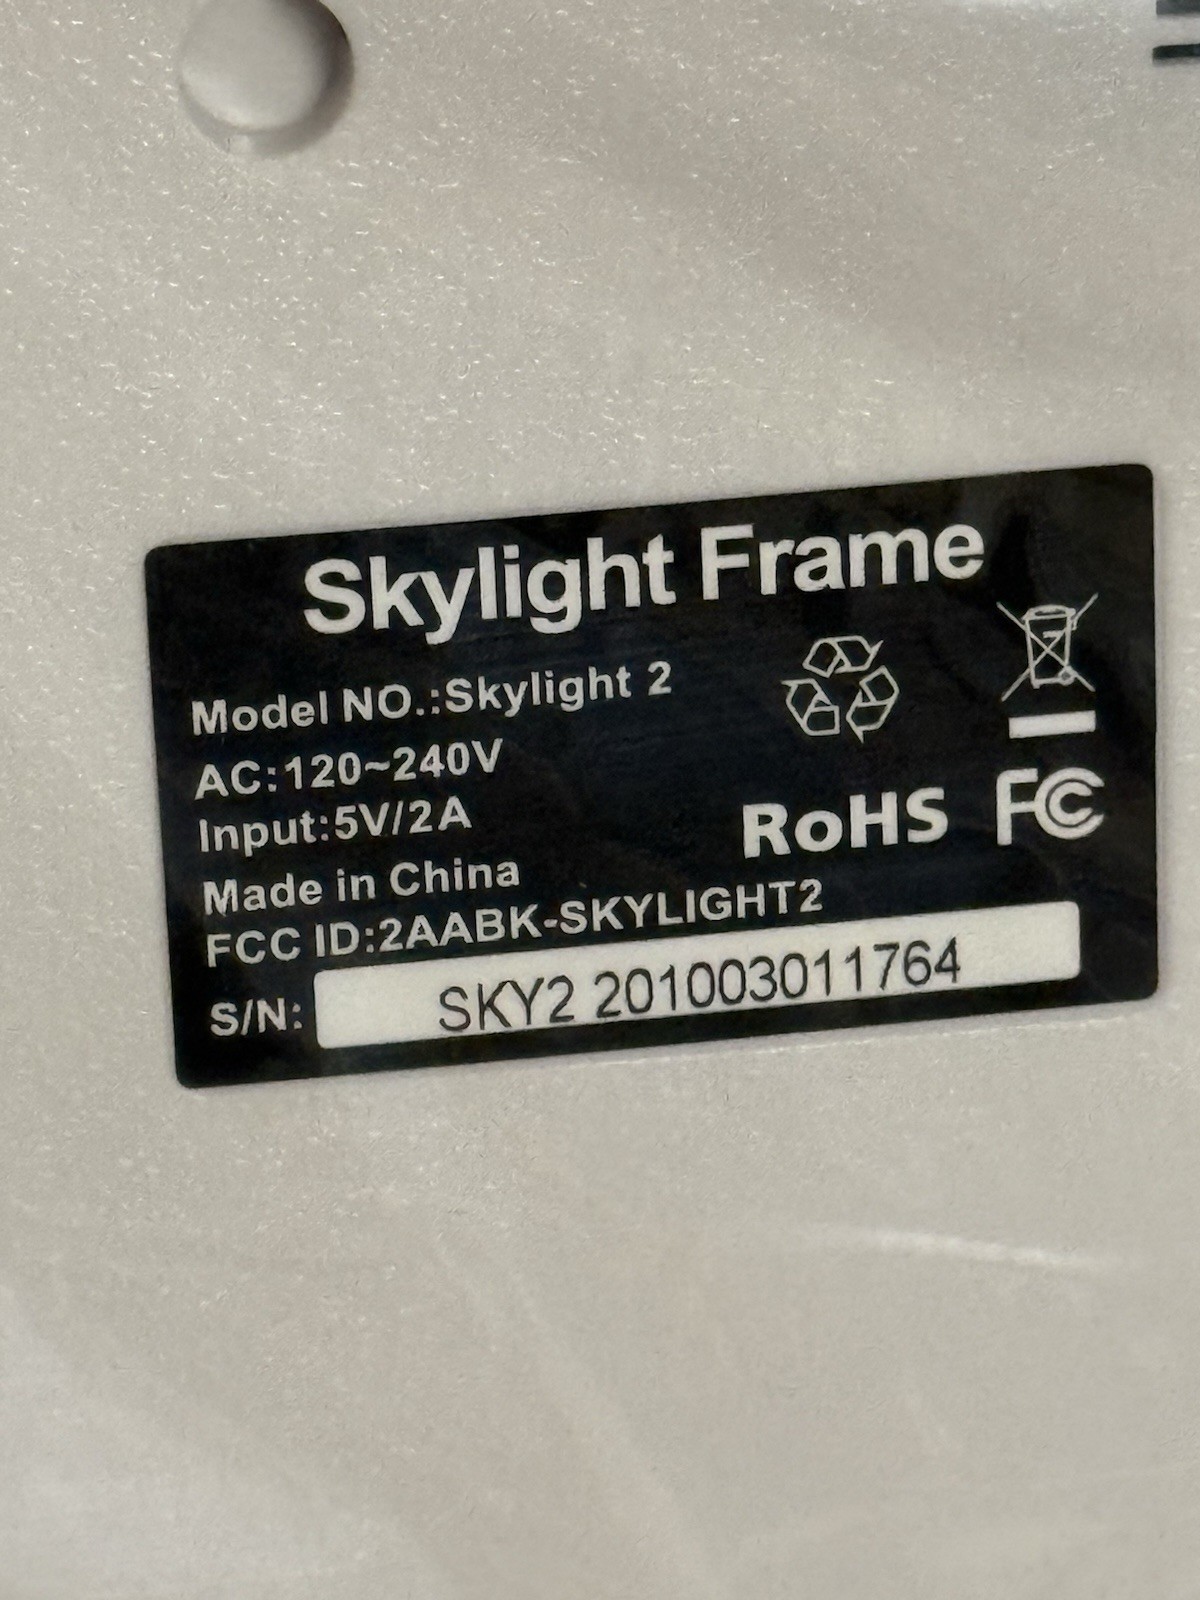 Skylight Frame
Model NO.:Skylight 2
AC:120~240V
Input:5V/2A
RoHS FC
Made in China
FCC ID:2AABK-SKYLIGHT2
S/N: SKY2 201003011764